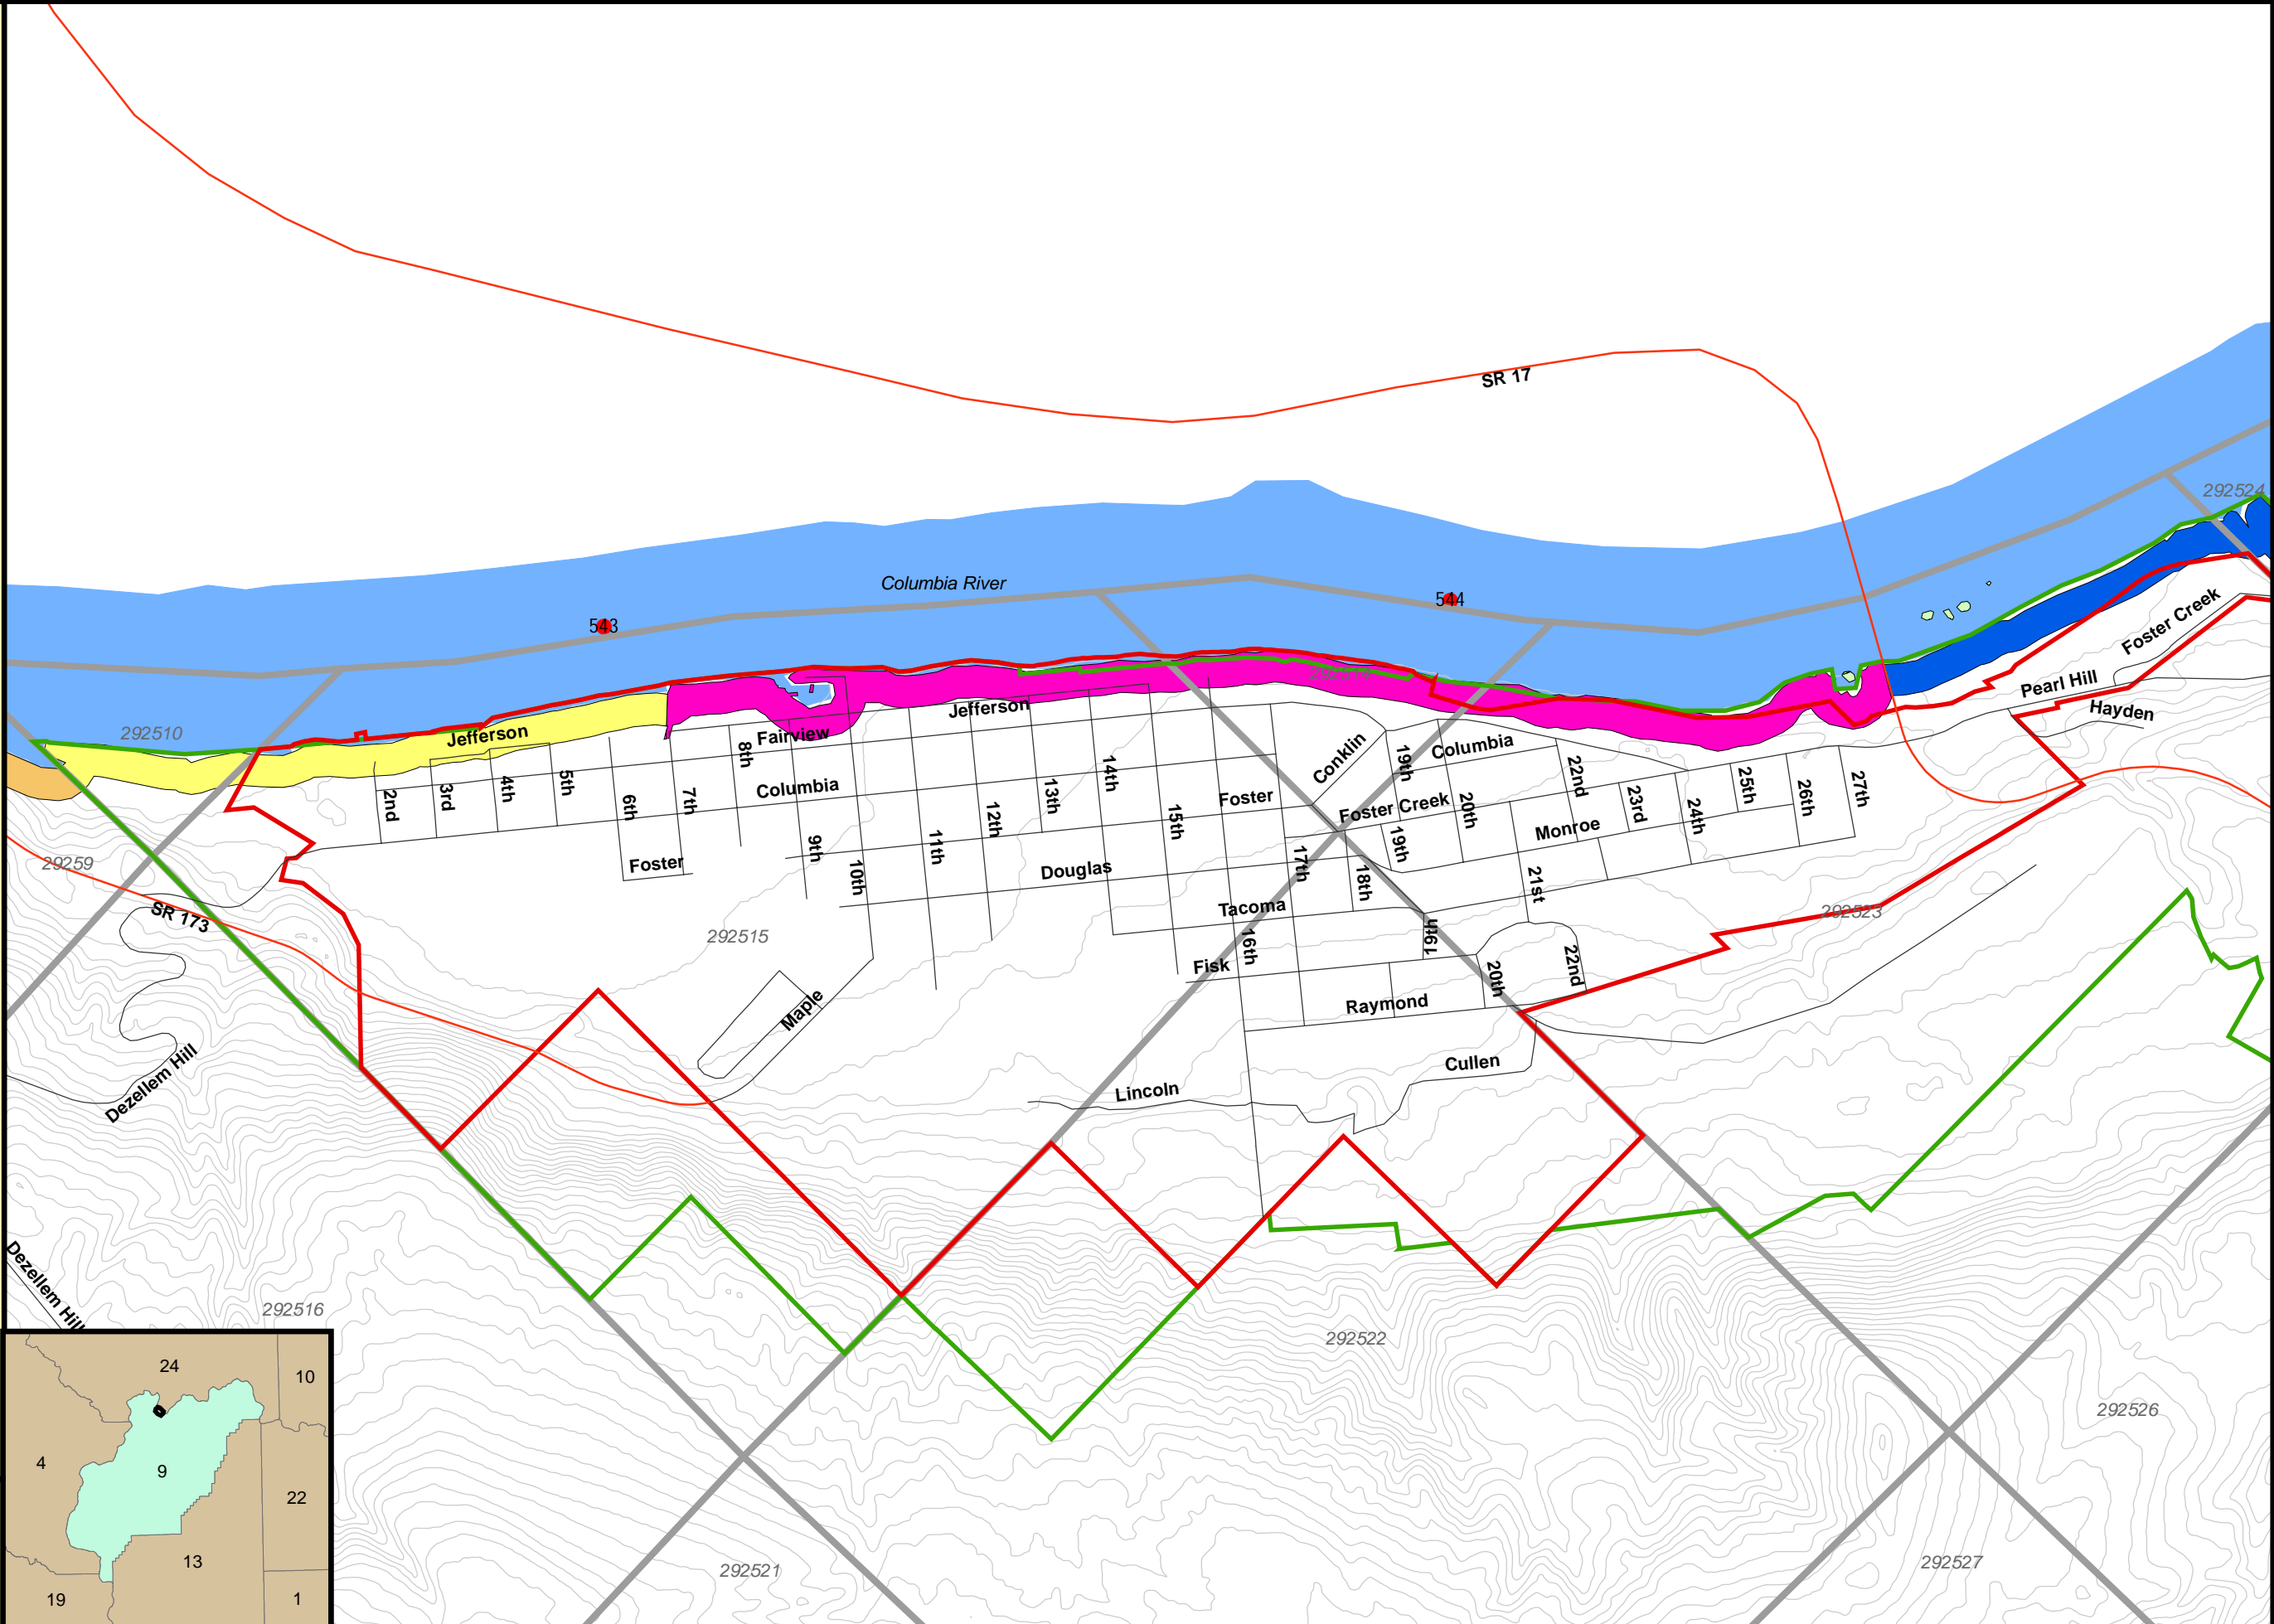 SR 17
292524
Columbia River
544
543
Foster Creek
292514
Pearl Hill
Hayden
292510
Jefferson
Jefferson
Fairview
8th
Columbia
Conklin
19th
Columbia
22nd
2nd
3rd
4th
5th
6th
7th
14th
13th
12th
15th
Foster
Foster Creek
20th
23rd
24th
25th
26th
27th
Monroe
29259
Foster
9th
10th
11th
Douglas
17th
18th
19th
21st
SR 173
292515
Tacoma
16th
19th
292523
Fisk
20th
22nd
Maple
Raymond
Dezellem Hill
Lincoln
Cullen
Dezellem Hill
292516
292522
292526
292521
292527
24
10
4
9
22
13
19
1